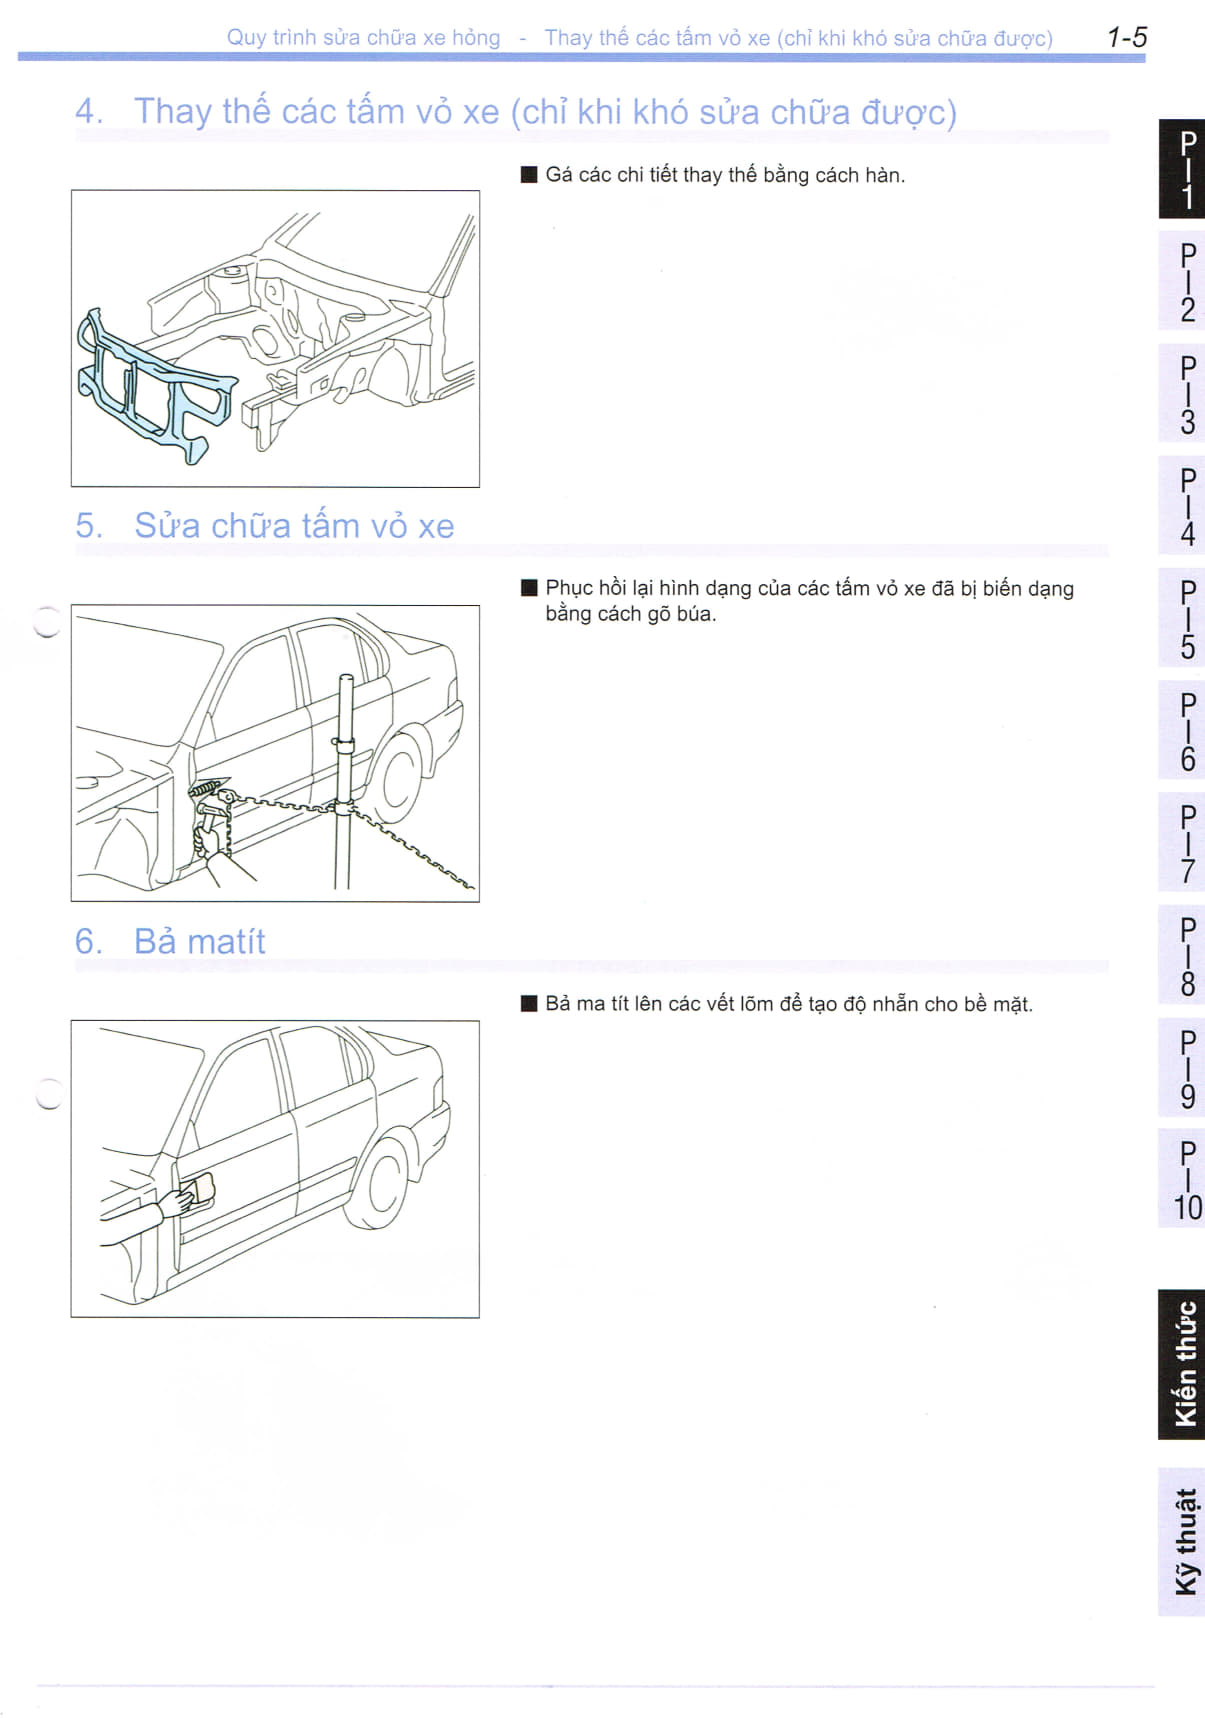 Quy trình sửa chữa xe hỏng - Thay thế các tấm vỏ xe (chỉ khi khó sửa chữa được) 1-5
4. Thay thế các tấm vỏ xe (chỉ khi khó sửa chữa được)
■ Gá các chi tiết thay thế bằng cách hàn.
5. Sửa chữa tấm vỏ xe
■ Phục hồi lại hình dạng của các tấm vỏ xe đã bị biến dạng
bằng cách gõ búa.
6. Bả matít
■ Bả ma tít lên các vết lõm để tạo độ nhẵn cho bề mặt.
P-1
P-2
P-3
P-4
P-5
P-6
P-7
P-8
P-9
P-10
Kiến thức
Kỹ thuật